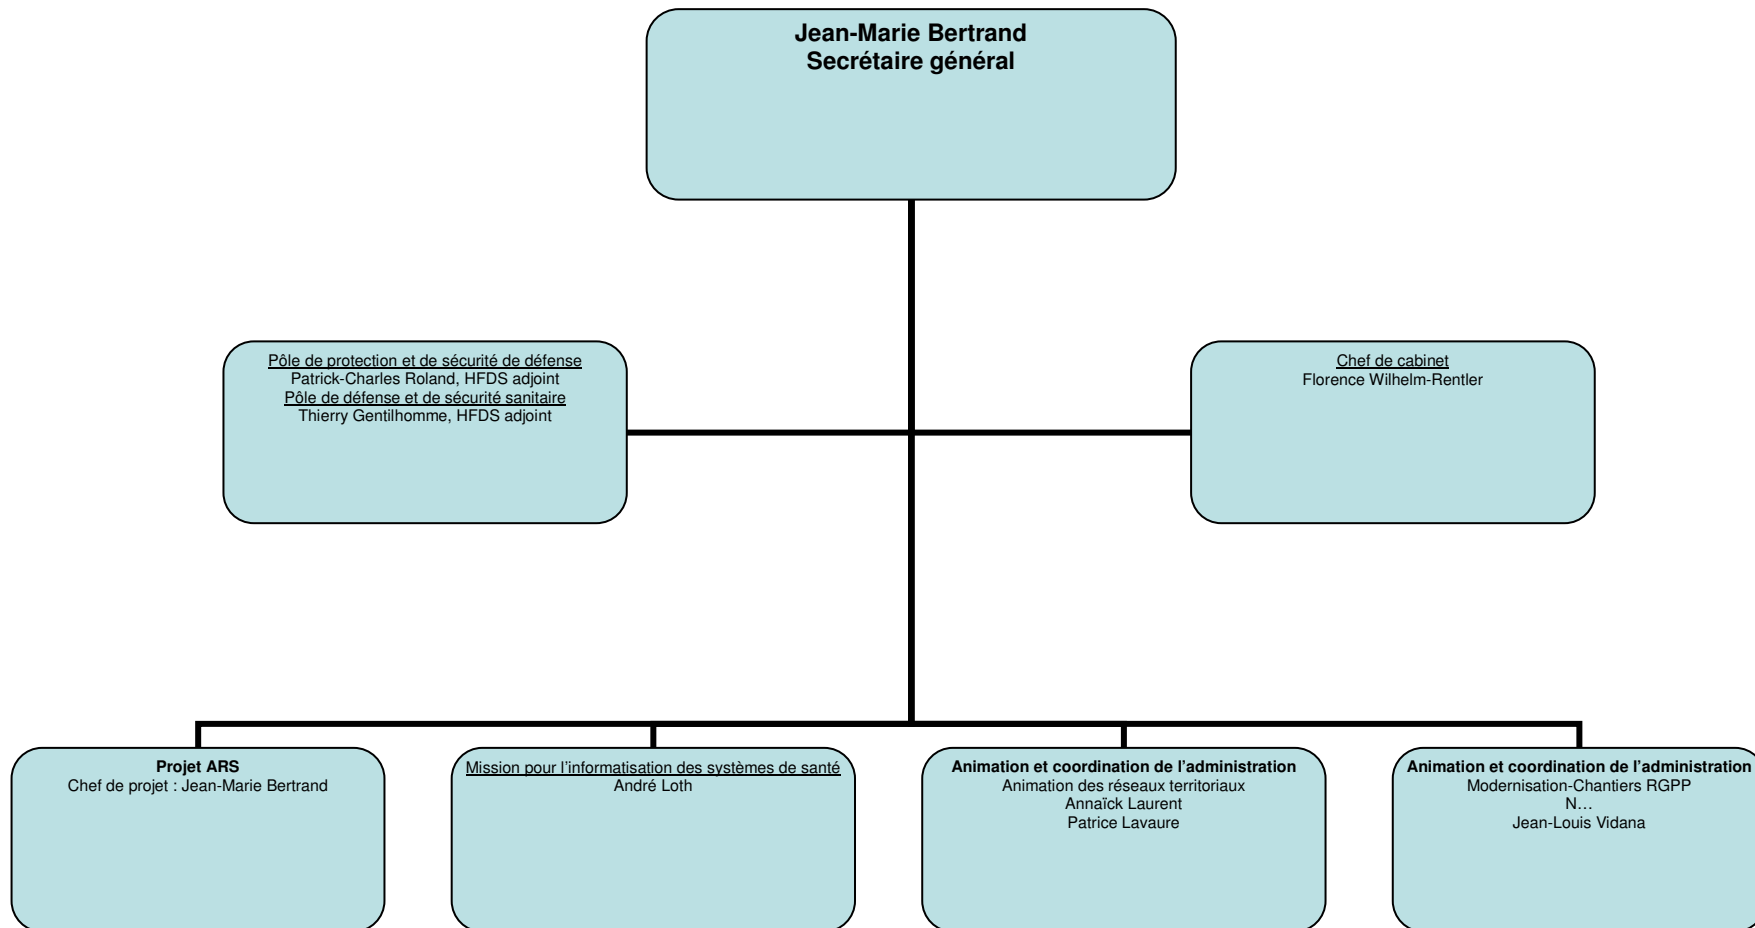 Jean-Marie Bertrand
Secrétaire général
Pôle de protection et de sécurité de défense
Patrick-Charles Roland, HFDS adjoint
Pôle de défense et de sécurité sanitaire
Thierry Gentilhomme, HFDS adjoint
Chef de cabinet
Florence Wilhelm-Rentler
Projet ARS
Chef de projet : Jean-Marie Bertrand
Mission pour l’informatisation des systèmes de santé
André Loth
Animation et coordination de l’administration
Animation des réseaux territoriaux
Annaïck Laurent
Patrice Lavaure
Animation et coordination de l’administration
Modernisation-Chantiers RGPP
N…
Jean-Louis Vidana